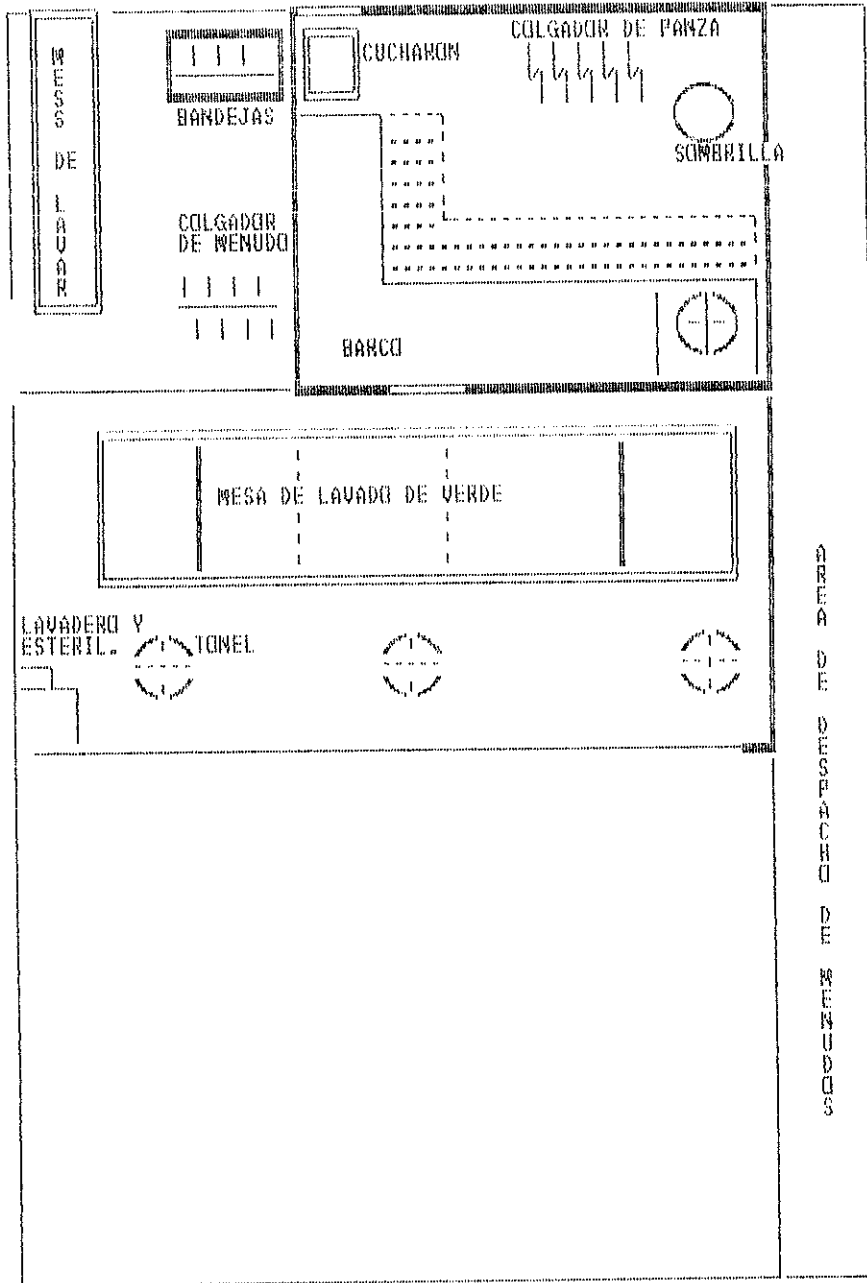 MESS DE LAVAR
BANDEJAS
CUCHARON
COLGADOR DE PANZA
SOMBRILLA
COLGADOR
DE MENUDO
BARCO
MESA DE LAVADO DE VERDE
LAVADERO Y
ESTERIL.
TONEL
AREA DE DESPACHO DE MENUDOS